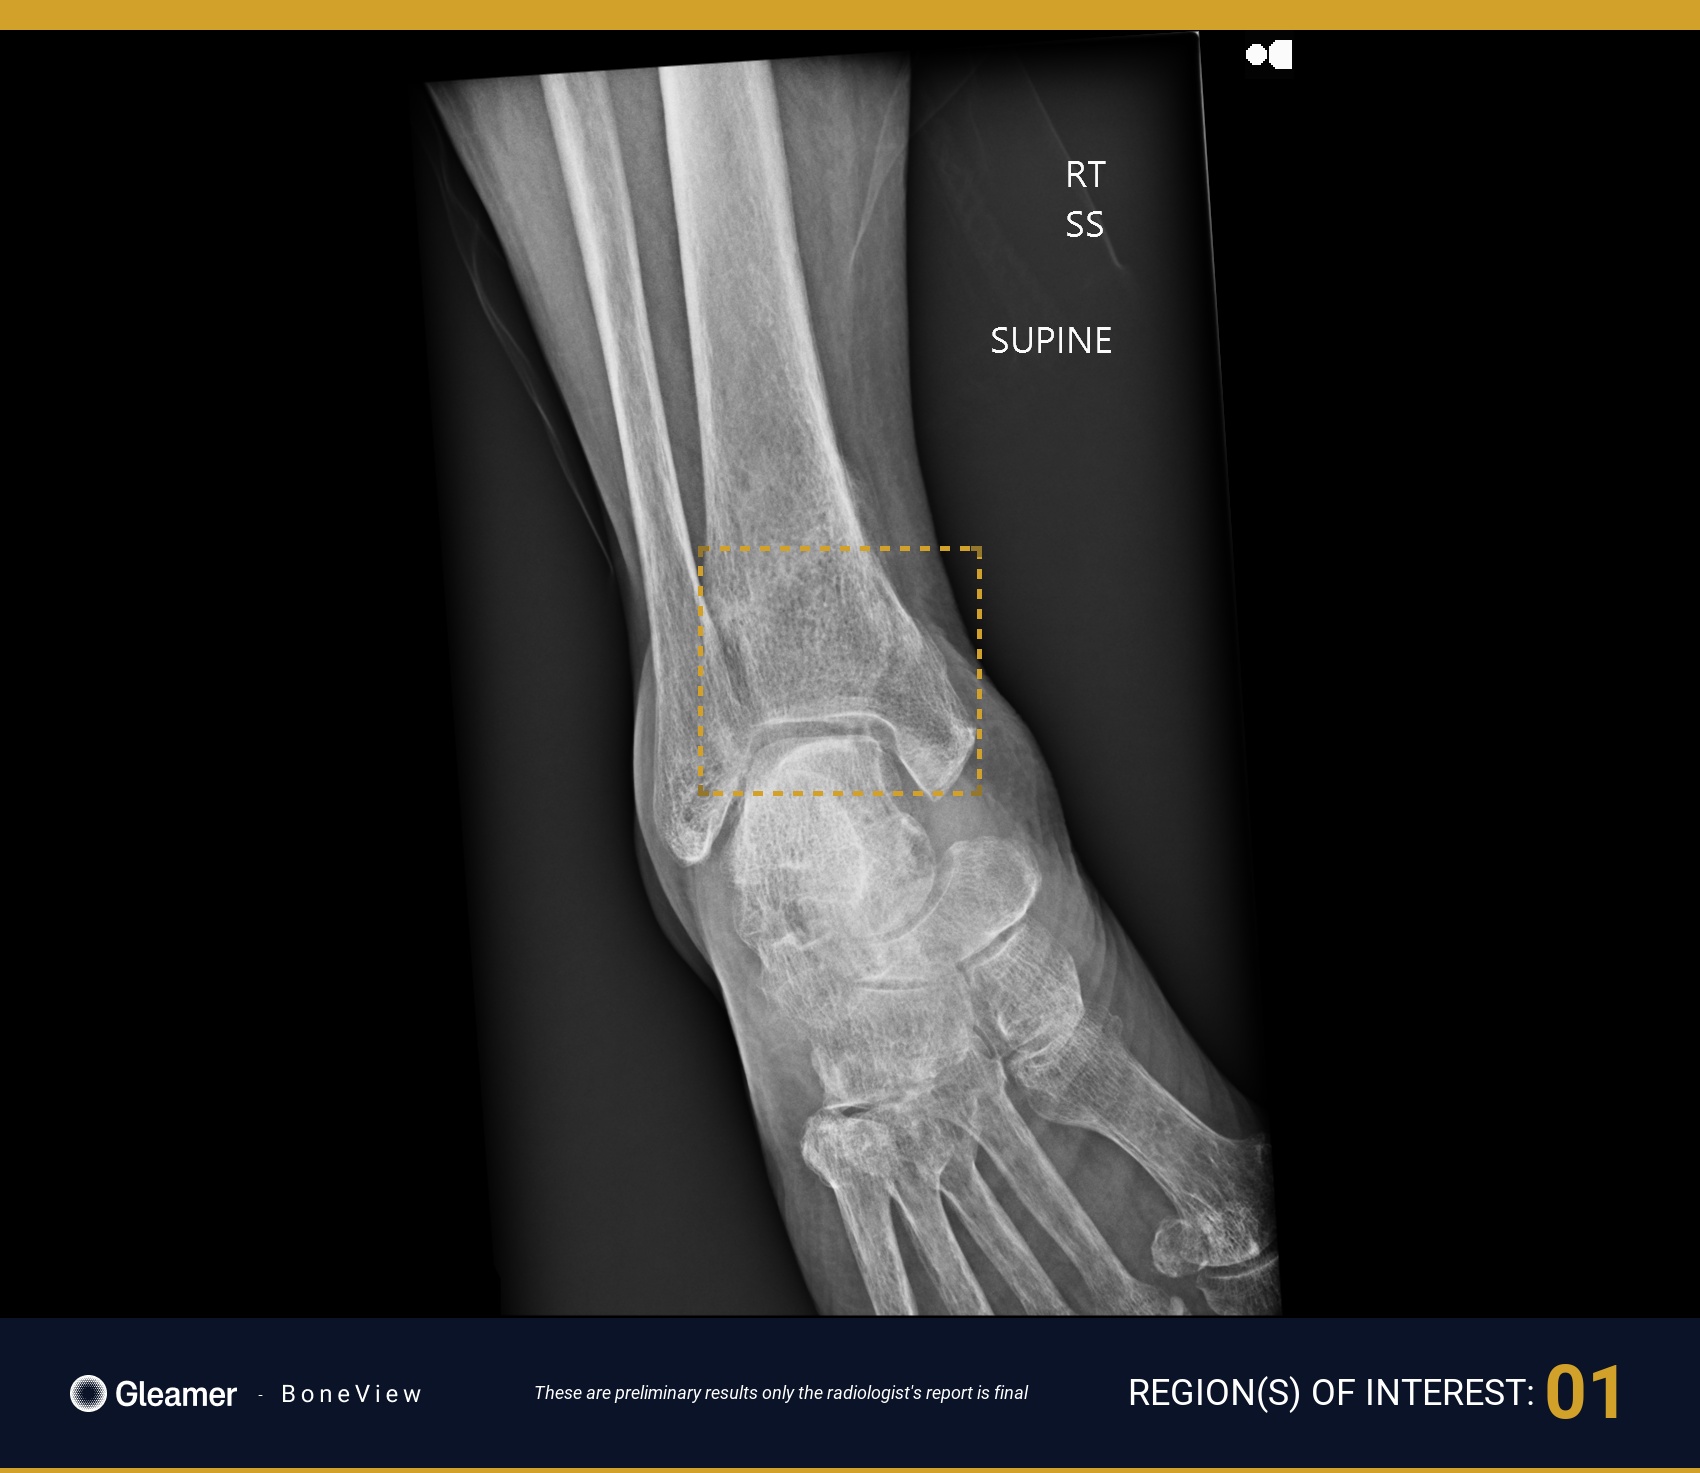 RT
SS
SUPINE
Gleamer - BoneView
These are preliminary results only the radiologist's report is final
REGION(S) OF INTEREST: 01